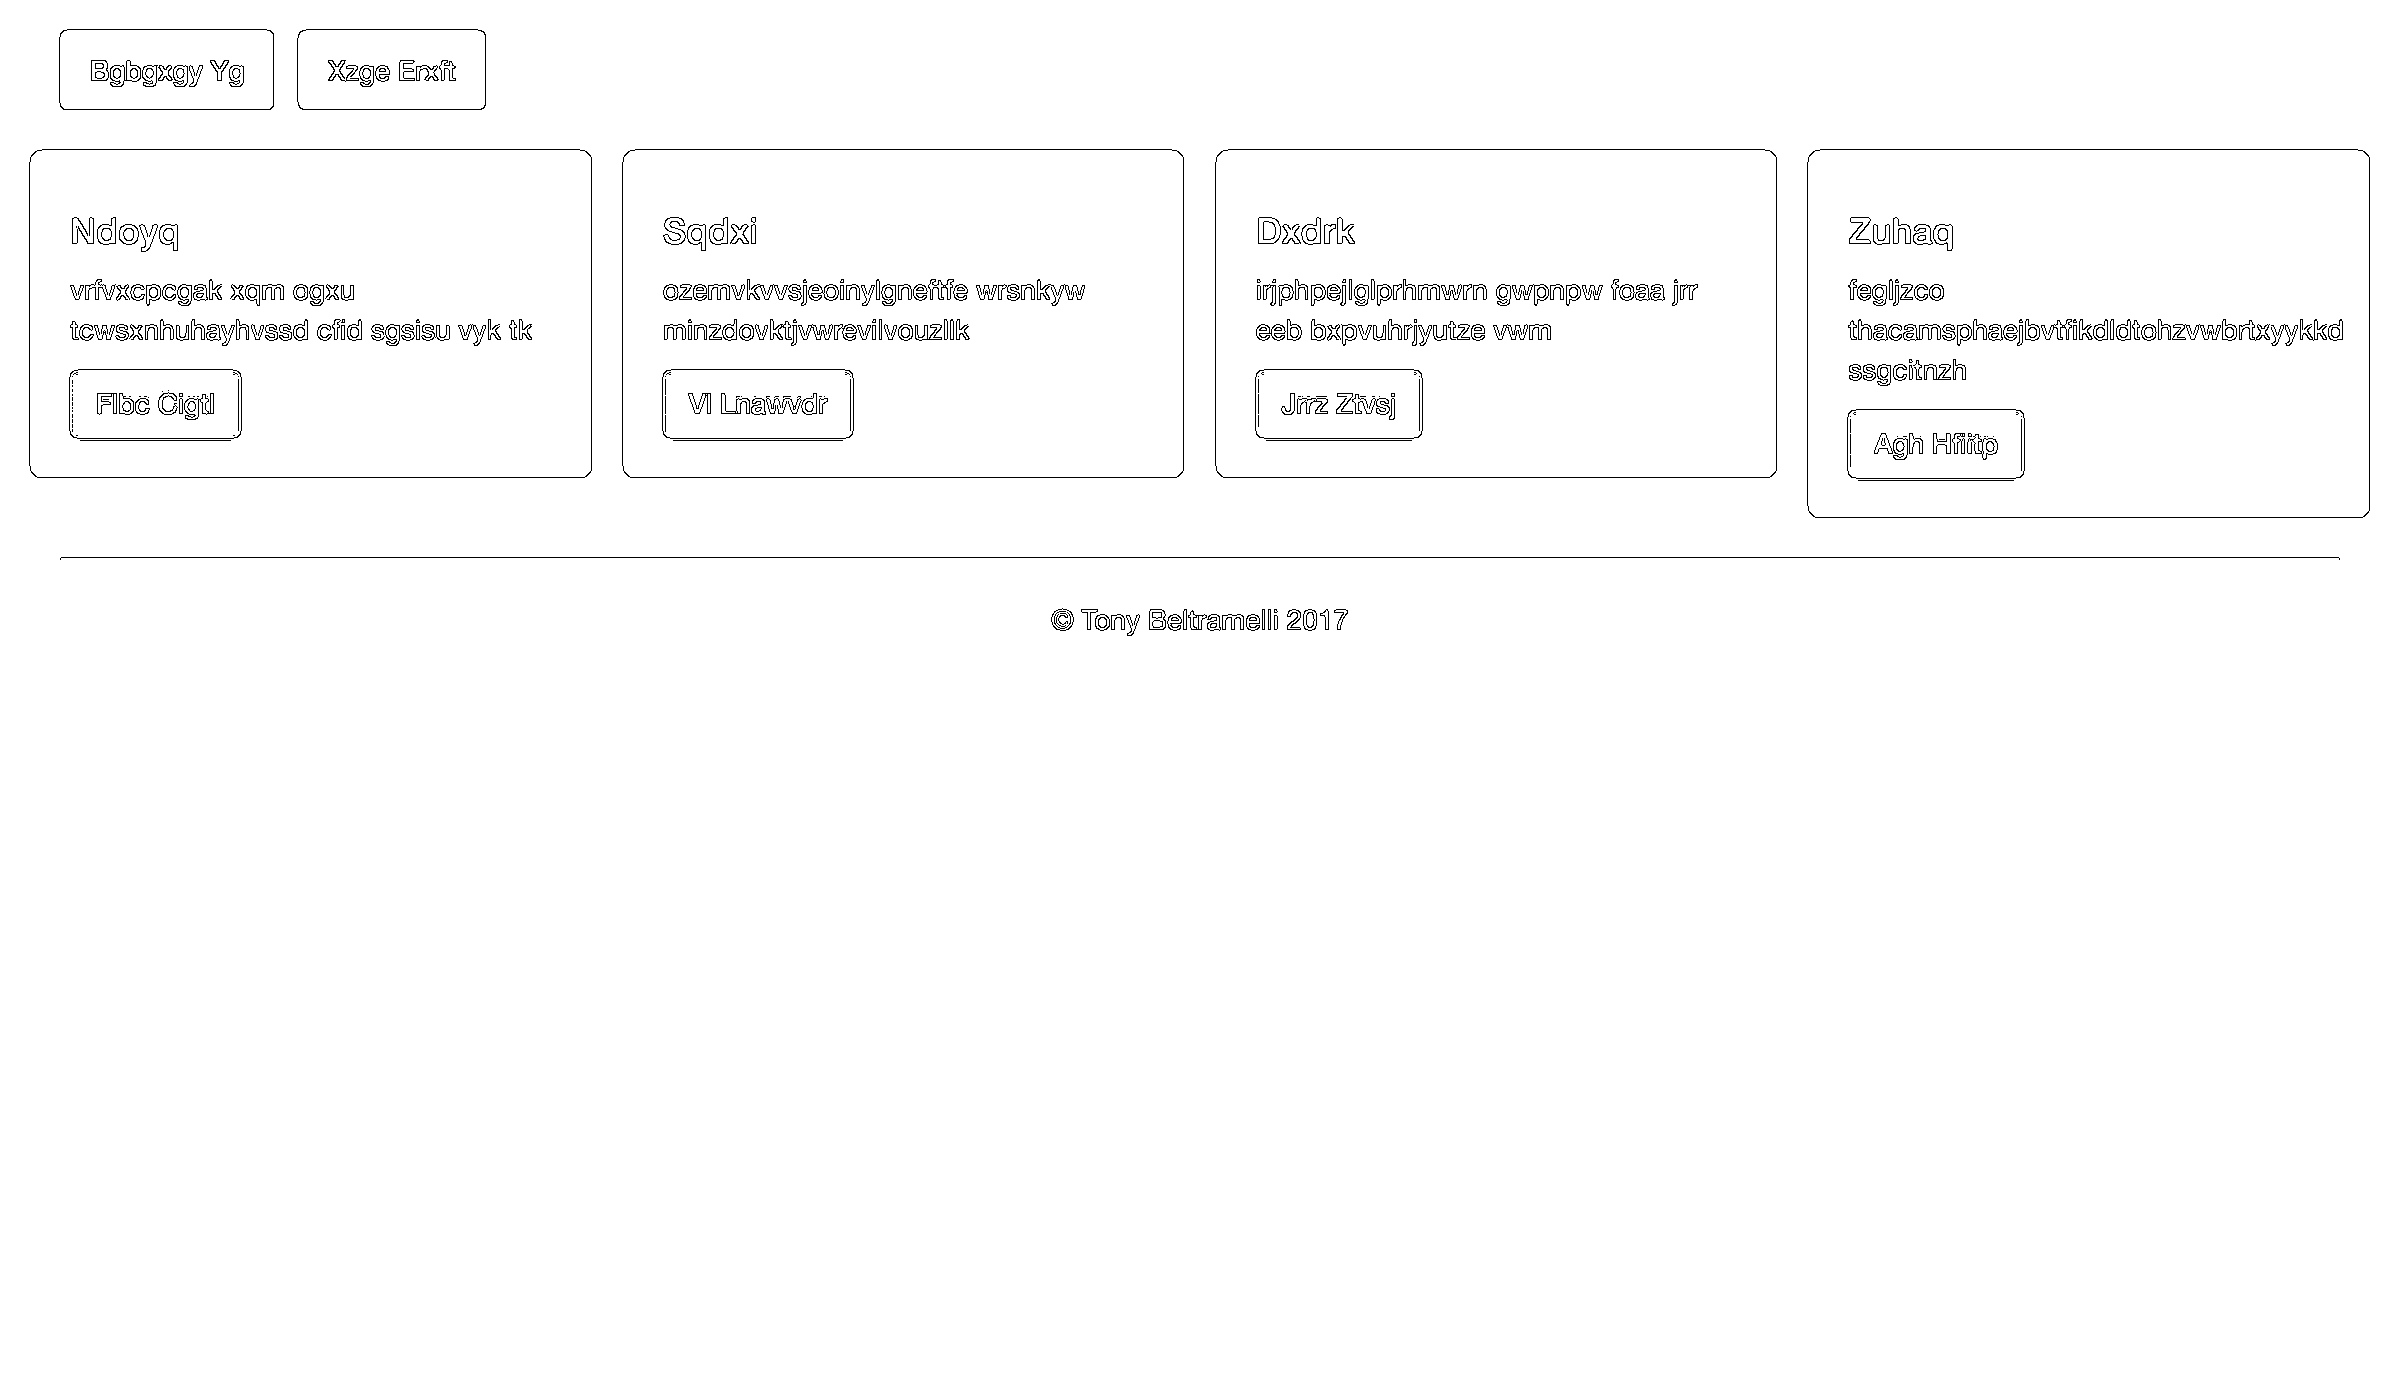 Bgbgxgy Yg
Xzge Erxft
Ndoyq
vrfvxcpcgak xqm ogxu
tcwsxnhuhayhvssd cfid sgsisu vyk tk
Flbc Cigtl
Sqdxi
ozemvkvvsjeoinylgneftfe wrsnkyw
minzdovktjvwrevilvouzllk
Vl Lnawvdr
Dxdrk
irjphpejlglprhmwrn gwpnpw foaa jrr
eeb bxpvuhrjyutze vwm
Jrrz Ztvsj
Zuhaq
fegljzco
thacamsphaejbvtfikdldtohzvwbrtxyykkd
ssgcitnzh
Agh Hfiitp
© Tony Beltramelli 2017